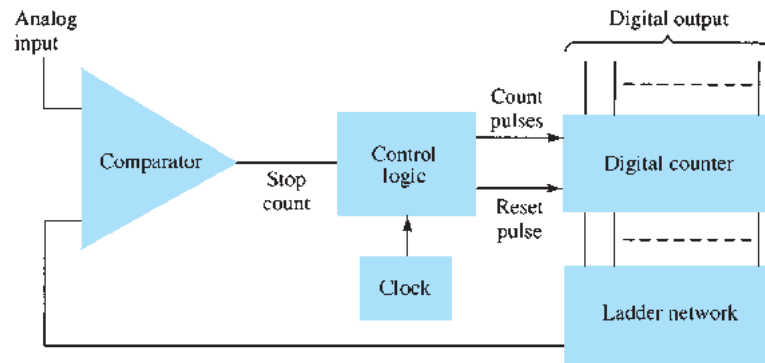 Analog
input
Digital output
Comparator
Stop
count
Control
logic
Clock
Count
pulses
Reset
pulse
Digital counter
Ladder network